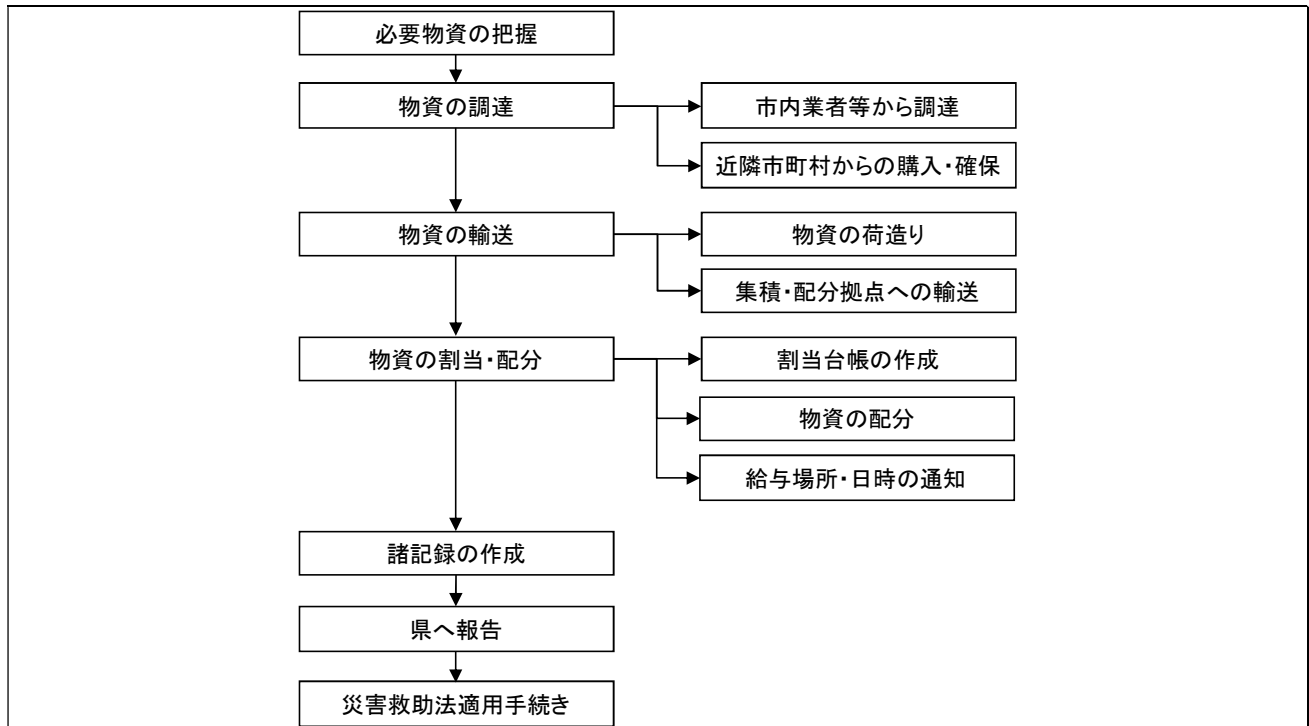 必要物資の把握
物資の調達
市内業者等から調達
近隣市町村からの購入・確保
物資の輸送
物資の荷造り
集積・配分拠点への輸送
物資の割当・配分
割当台帳の作成
物資の配分
給与場所・日時の通知
諸記録の作成
県へ報告
災害救助法適用手続き